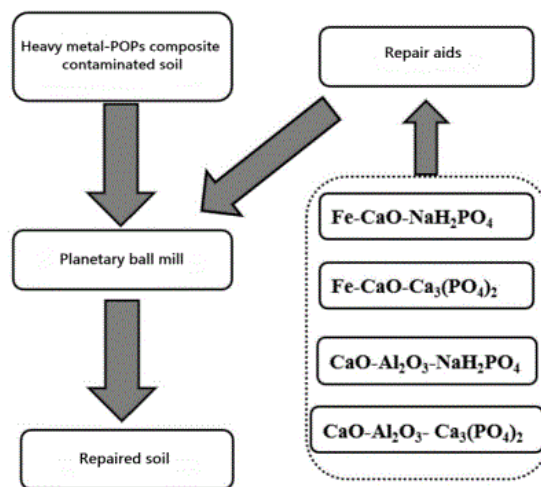 Heavy metal-POPs composite
contaminated soil
Repair aids
Planetary ball mill
Repaired soil
Fe-CaO-NaH₂PO₄
Fe-CaO-Ca₃(PO₄)₂
CaO-Al₂O₃-NaH₂PO₄
CaO-Al₂O₃- Ca₃(PO₄)₂